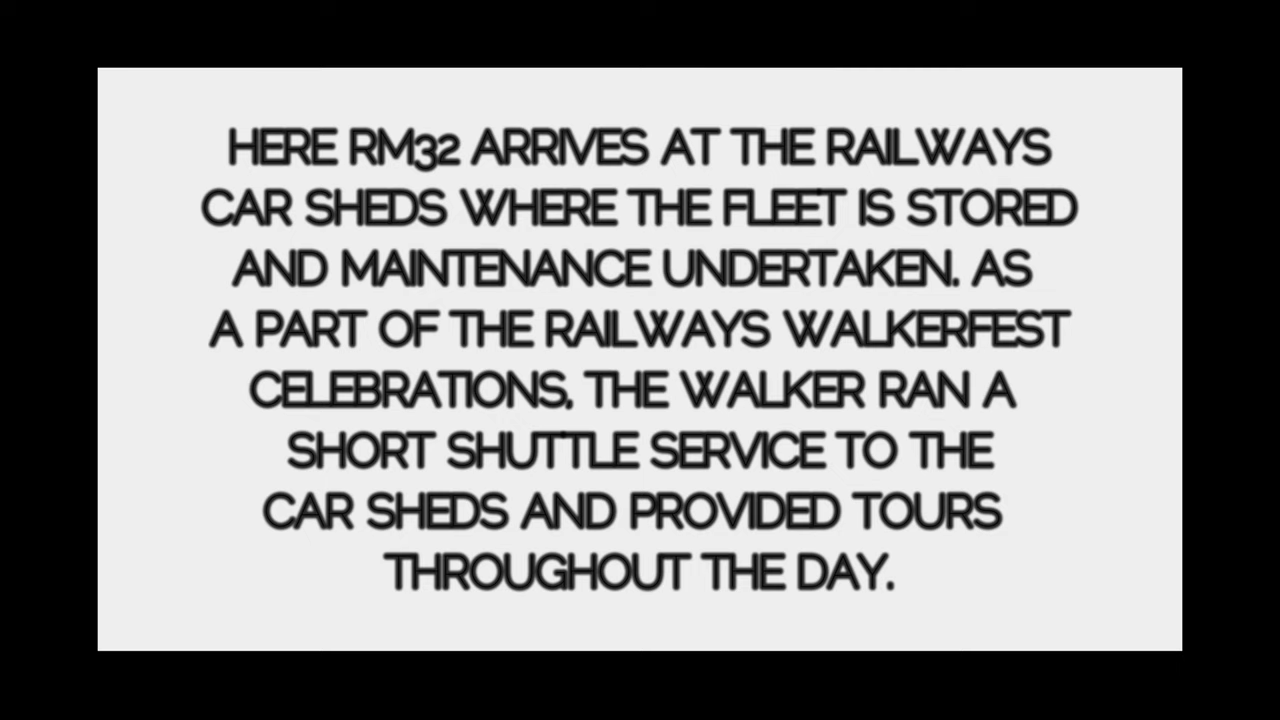 HERE RM32 ARRIVES AT THE RAILWAYS
CAR SHEDS WHERE THE FLEET IS STORED
AND MAINTENANCE UNDERTAKEN. AS
A PART OF THE RAILWAYS WALKERFEST
CELEBRATIONS, THE WALKER RAN A
SHORT SHUTTLE SERVICE TO THE
CAR SHEDS AND PROVIDED TOURS
THROUGHOUT THE DAY.